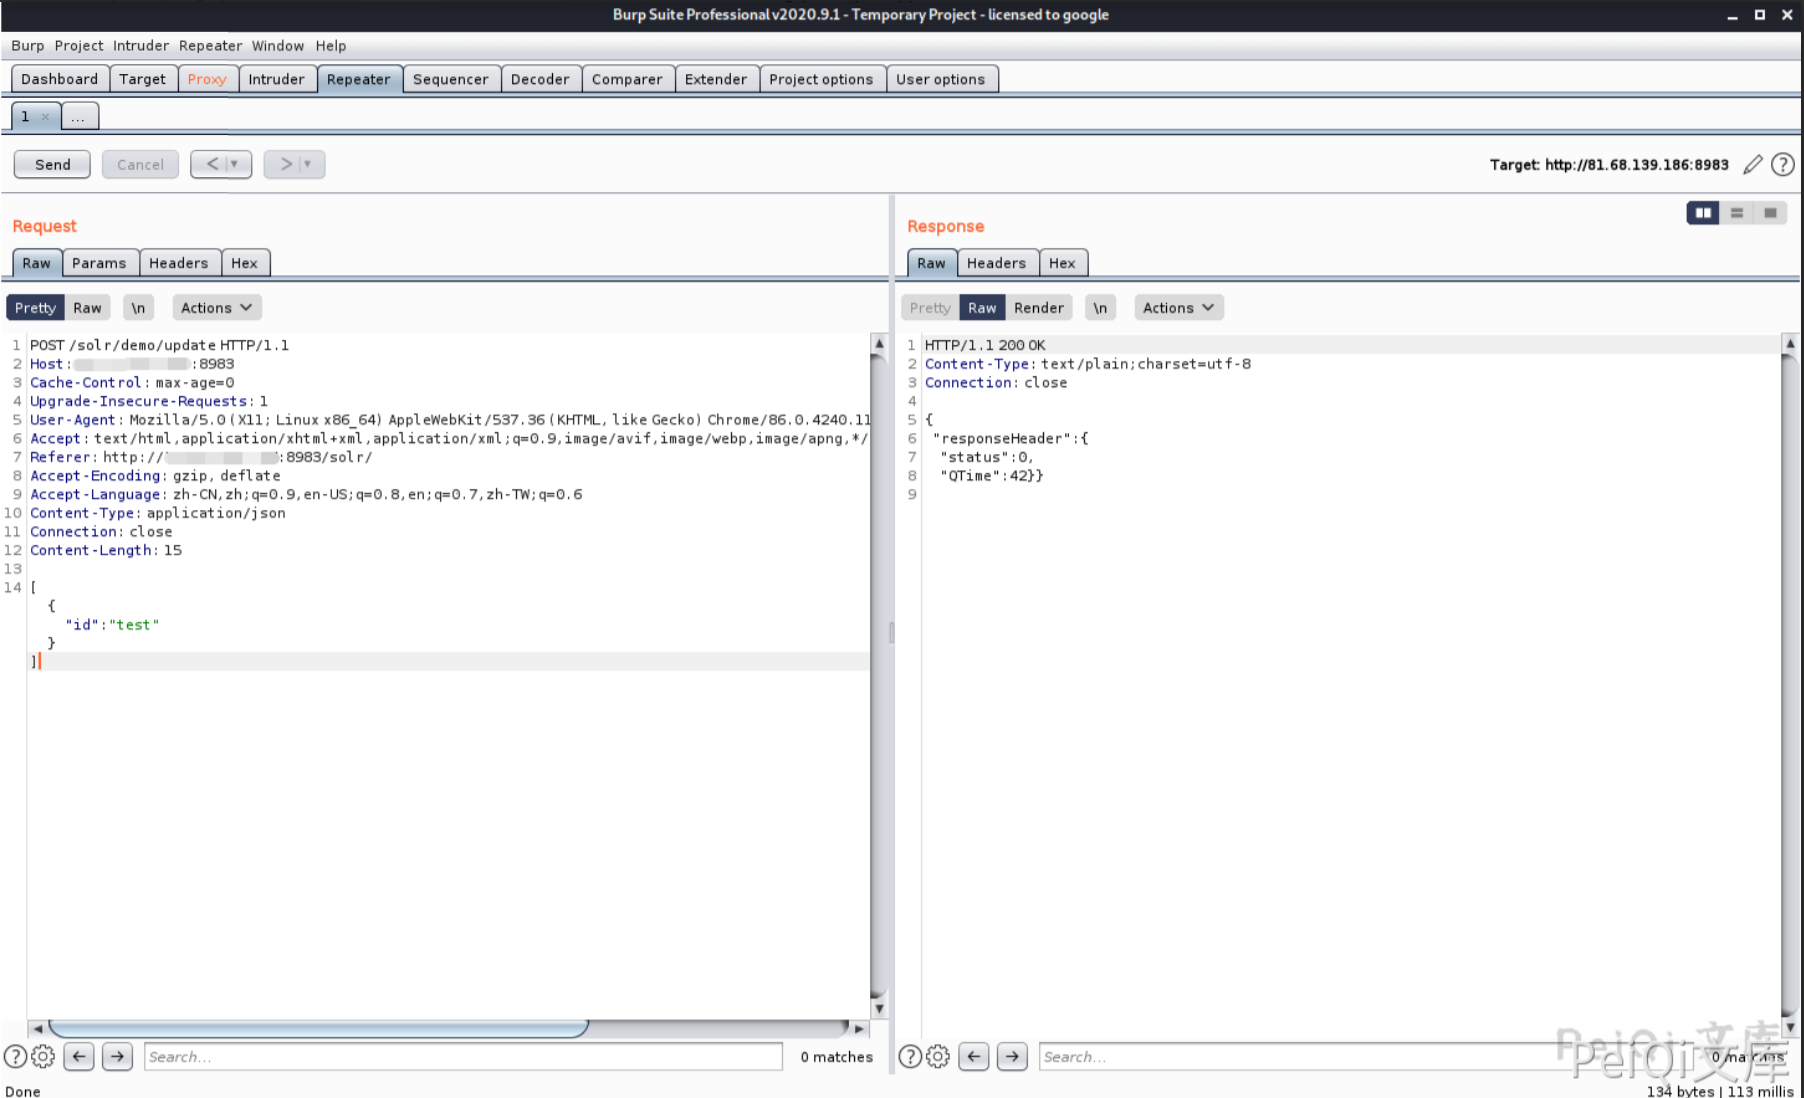 Burp Suite Professional v2020.9.1 - Temporary Project - licensed to google
Burp Project Intruder Repeater Window Help
Dashboard Target Proxy Intruder Repeater Sequencer Decoder Comparer Extender Project options User options
1 × ...
Send Cancel < > Target: http://81.68.139.186:8983 ?
Request
Raw Params Headers Hex
Pretty Raw \n Actions
1 POST /solr/demo/update HTTP/1.1
2 Host: :8983
3 Cache-Control: max-age=0
4 Upgrade-Insecure-Requests: 1
5 User-Agent: Mozilla/5.0 (X11; Linux x86_64) AppleWebKit/537.36 (KHTML, like Gecko) Chrome/86.0.4240.11
6 Accept: text/html,application/xhtml+xml,application/xml;q=0.9,image/avif,image/webp,image/apng,*/
7 Referer: http:// :8983/solr/
8 Accept-Encoding: gzip, deflate
9 Accept-Language: zh-CN,zh;q=0.9,en-US;q=0.8,en;q=0.7,zh-TW;q=0.6
10 Content-Type: application/json
11 Connection: close
12 Content-Length: 15
13
14 [
{
"id":"test"
}
]
? Search... 0 matches
Done
Response
Raw Headers Hex
Pretty Raw Render \n Actions
1 HTTP/1.1 200 OK
2 Content-Type: text/plain;charset=utf-8
3 Connection: close
4
5 {
6 "responseHeader":{
7 "status":0,
8 "QTime":42}}
9
? Search... 0 matches
PeiQi文库
134 bytes | 113 millis